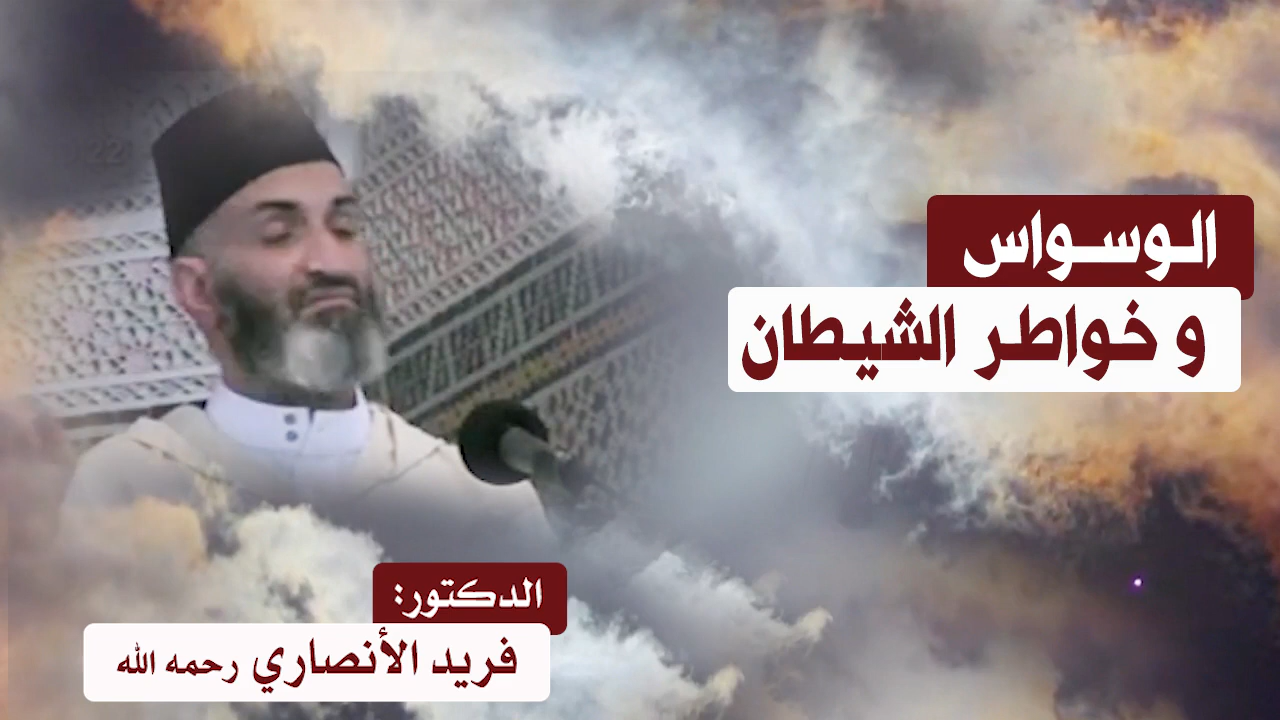 الوسواس
و خواطر الشيطان
الدكتور:
فريد الأنصاري رحمه الله